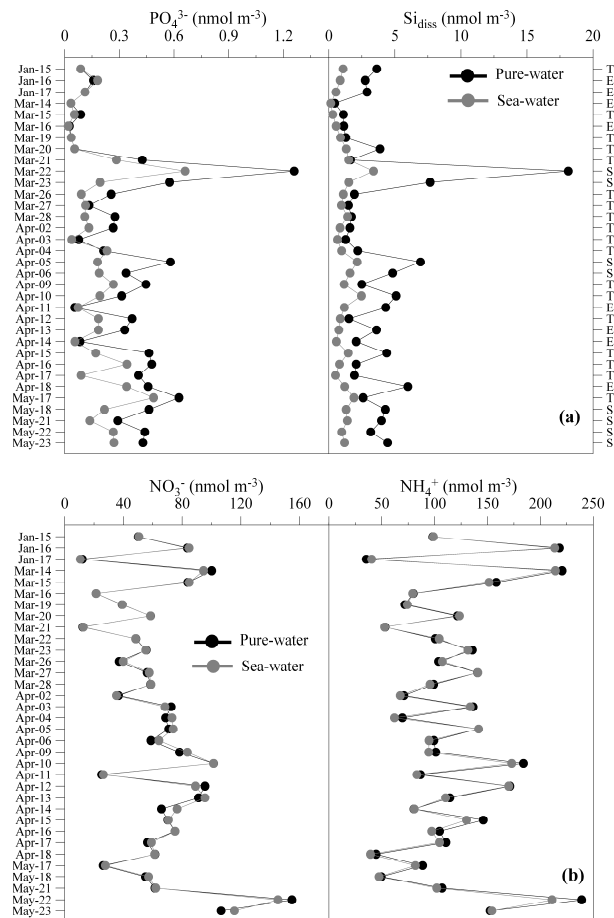 PO₄³⁻ (nmol m⁻³) Si_diss (nmol m⁻³)
0 0.3 0.6 0.9 1.2 0 5 10 15 20
Jan-15 T
Jan-16 Pure-water E
Jan-17 E
Mar-14 Sea-water E
Mar-15 T
Mar-16 E
Mar-19 T
Mar-20 T
Mar-21 T
Mar-22 S
Mar-23 S
Mar-26 T
Mar-27 T
Mar-28 T
Apr-02 T
Apr-03 T
Apr-04 T
Apr-05 S
Apr-06 S
Apr-09 T
Apr-10 T
Apr-11 E
Apr-12 T
Apr-13 E
Apr-14 E
Apr-15 T
Apr-16 T
Apr-17 T
Apr-18 E
May-17 T
May-18 S
May-21 (a) S
May-22 S
May-23 S
NO₃⁻ (nmol m⁻³) NH₄⁺ (nmol m⁻³)
0 40 80 120 160 0 50 100 150 200 250
Jan-15
Jan-16
Jan-17
Mar-14
Mar-15
Mar-16
Mar-19
Mar-20
Mar-21
Mar-22 Pure-water
Mar-23
Mar-26 Sea-water
Mar-27
Mar-28
Apr-02
Apr-03
Apr-04
Apr-05
Apr-06
Apr-09
Apr-10
Apr-11
Apr-12
Apr-13
Apr-14
Apr-15
Apr-16
Apr-17
Apr-18
May-17
May-18 (b)
May-21
May-22
May-23